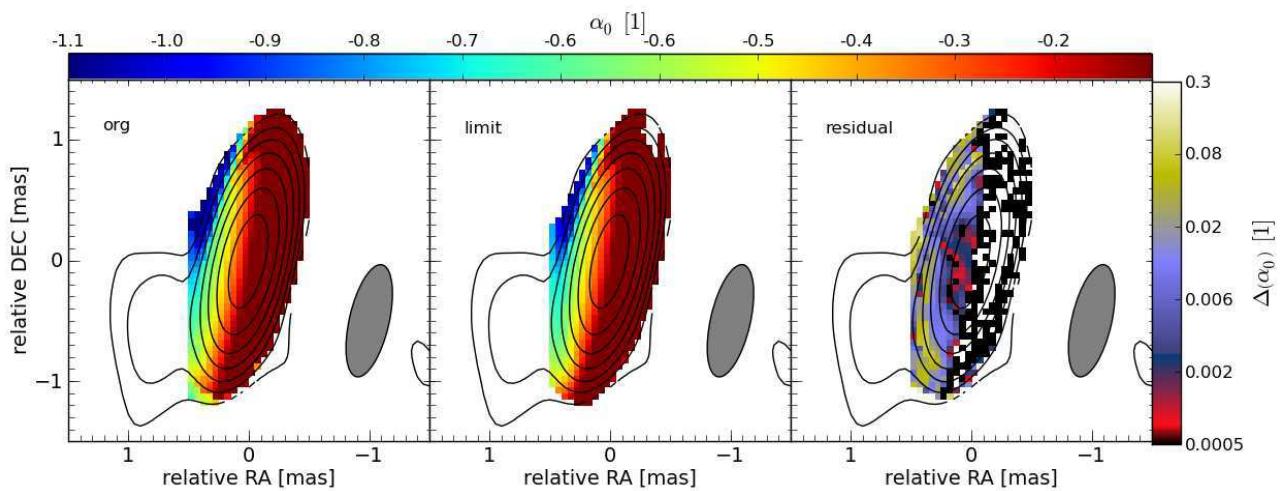 α₀ [1]
-1.1 -1.0 -0.9 -0.8 -0.7 -0.6 -0.6 -0.5 -0.4 -0.3 -0.2
org limit residual
relative DEC [mas]
1
0
−1
0.3
0.08
0.02
0.006
0.002
0.0005
Δ(α₀) [1]
1 0 −1 1 0 −1 1 0 −1
relative RA [mas] relative RA [mas] relative RA [mas]